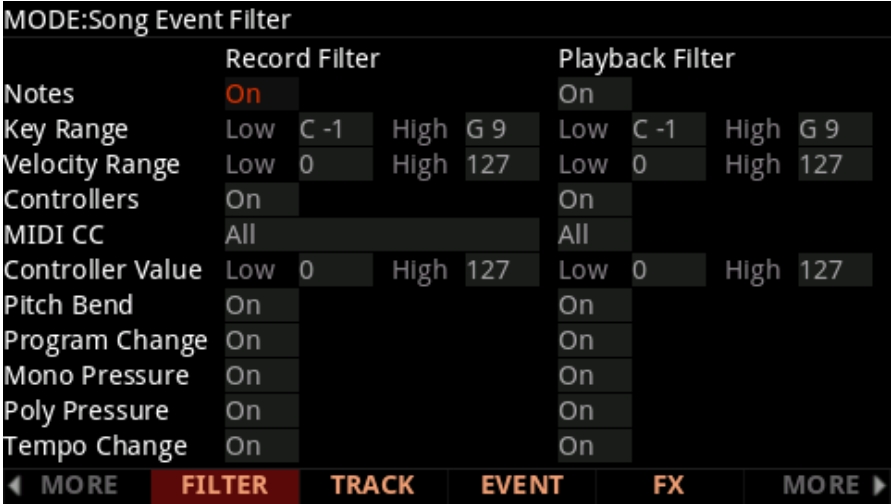 MODE:Song Event Filter
Record Filter Playback Filter
Notes On On
Key Range Low C -1 High G 9 Low C -1 High G 9
Velocity Range Low 0 High 127 Low 0 High 127
Controllers On On
MIDI CC All All
Controller Value Low 0 High 127 Low 0 High 127
Pitch Bend On On
Program Change On On
Mono Pressure On On
Poly Pressure On On
Tempo Change On On
MORE FILTER TRACK EVENT FX MORE